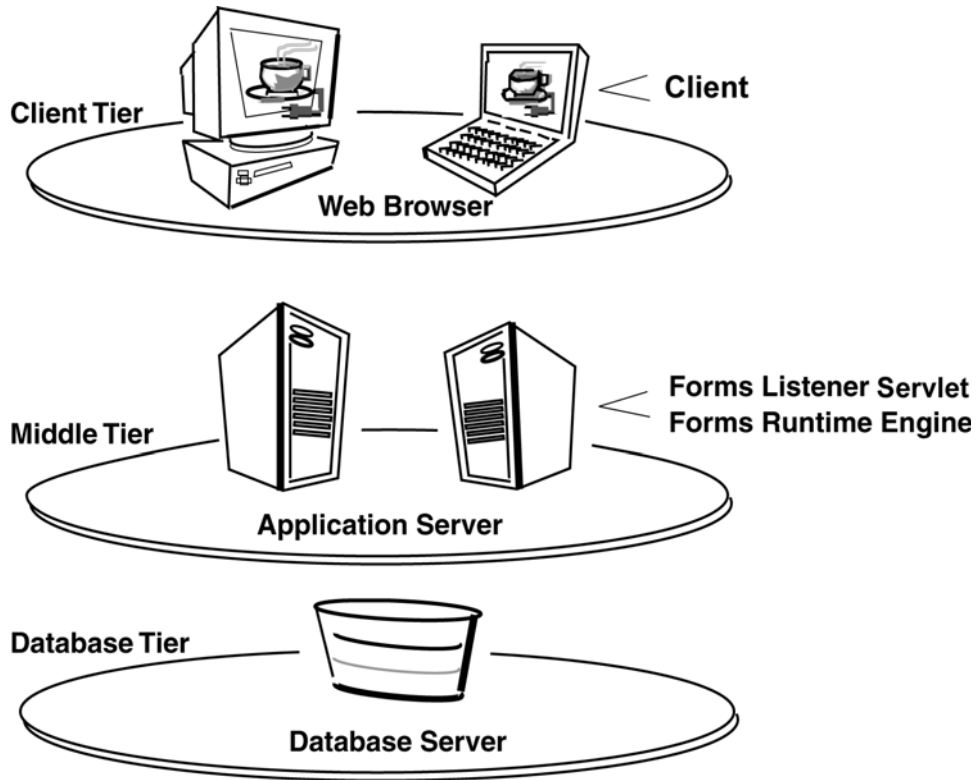 Client Tier
Client
Web Browser
Middle Tier
Forms Listener Servlet
Forms Runtime Engine
Application Server
Database Tier
Database Server